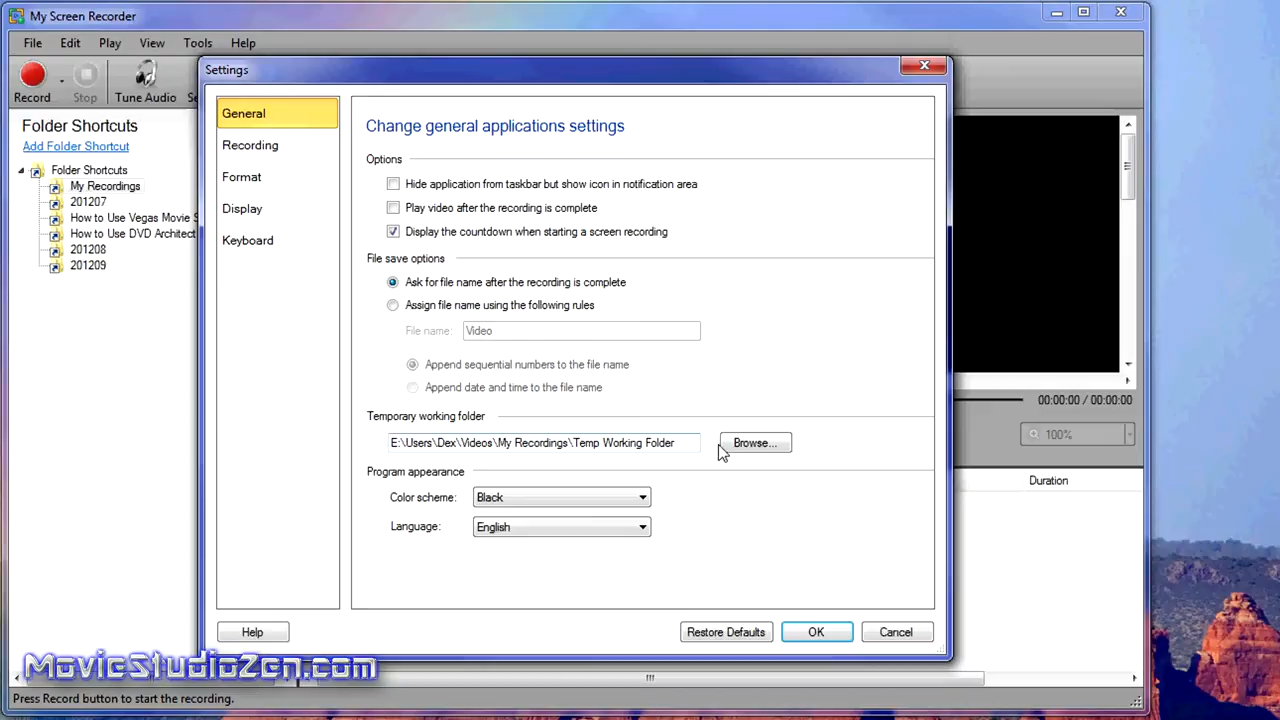 My Screen Recorder
File Edit Play View Tools Help
Record Stop Tune Audio Se
Folder Shortcuts
Add Folder Shortcut
Folder Shortcuts
My Recordings
201207
How to Use Vegas Movie S
How to Use DVD Architect
201208
201209
Settings
General
Recording
Format
Display
Keyboard
Change general applications settings
Options
Hide application from taskbar but show icon in notification area
Play video after the recording is complete
Display the countdown when starting a screen recording
File save options
Ask for file name after the recording is complete
Assign file name using the following rules
File name: Video
Append sequential numbers to the file name
Append date and time to the file name
Temporary working folder
E:\Users\Dex\Videos\My Recordings\Temp Working Folder Browse...
Program appearance
Color scheme: Black
Language: English
Help Restore Defaults OK Cancel
00:00:00 / 00:00:00
100%
Duration
MovieStudioZen.com
Press Record button to start the recording.